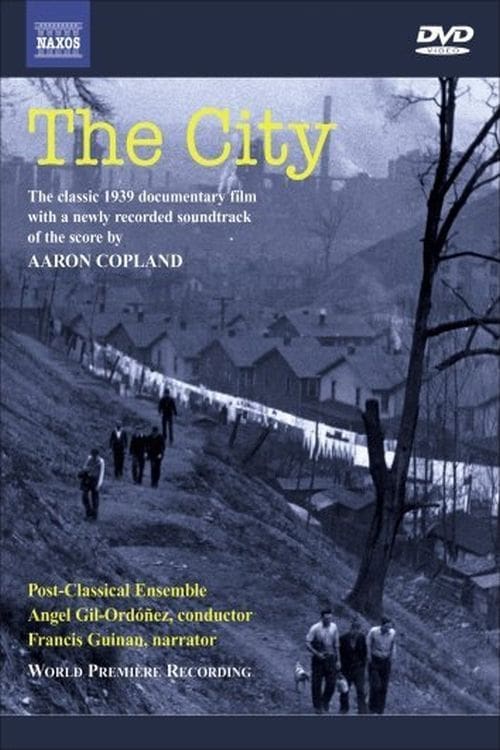 NAXOS
DVD
VIDEO
The City
The classic 1939 documentary film
with a newly recorded soundtrack
of the score by
AARON COPLAND
Post-Classical Ensemble
Angel Gil-Ordóñez, conductor
Francis Guinan, narrator
WORLD PREMIÈRE RECORDING